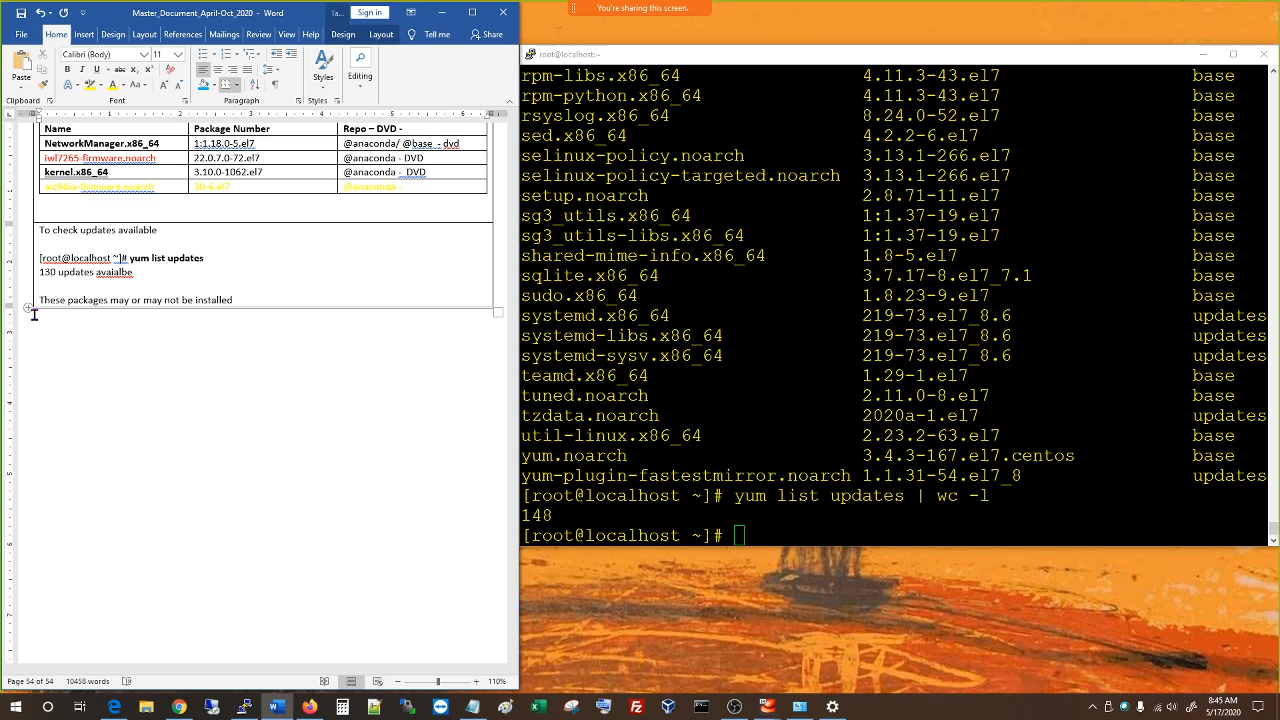 Master_Document_April-Oct_2020 - Word
Ta...
Sign in
You're sharing this screen.
File
Home
Insert
Draw
Design
Layout
References
Mailings
Review
View
Help
Design
Layout
Tell me
Share
Calibri (Body)
11
Paste
Styles
Editing
Clipboard
Font
Paragraph
Styles
Name Package Number Repo – DVD -
NetworkManager.x86_64 1:1.18.0-5.el7 @anaconda/ @base - dvd
iwl7265-firmware.noarch 22.0.7.0-72.el7 @anaconda - DVD
kernel.x86_64 3.10.0-1062.el7 @anaconda - DVD
aic94xx-firmware.noarch 30-6.el7 @anaconda -
To check updates available
[root@localhost ~]# yum list updates
130 updates avaialbe
These packages may or may not be installed
Page 54 of 54
10458 words
110%
root@localhost:~
rpm-libs.x86_64 4.11.3-43.el7 base
rpm-python.x86_64 4.11.3-43.el7 base
rsyslog.x86_64 8.24.0-52.el7 base
sed.x86_64 4.2.2-6.el7 base
selinux-policy.noarch 3.13.1-266.el7 base
selinux-policy-targeted.noarch 3.13.1-266.el7 base
setup.noarch 2.8.71-11.el7 base
sg3_utils.x86_64 1:1.37-19.el7 base
sg3_utils-libs.x86_64 1:1.37-19.el7 base
shared-mime-info.x86_64 1.8-5.el7 base
sqlite.x86_64 3.7.17-8.el7_7.1 base
sudo.x86_64 1.8.23-9.el7 base
systemd.x86_64 219-73.el7_8.6 updates
systemd-libs.x86_64 219-73.el7_8.6 updates
systemd-sysv.x86_64 219-73.el7_8.6 updates
teamd.x86_64 1.29-1.el7 base
tuned.noarch 2.11.0-8.el7 base
tzdata.noarch 2020a-1.el7 updates
util-linux.x86_64 2.23.2-63.el7 base
yum.noarch 3.4.3-167.el7.centos base
yum-plugin-fastestmirror.noarch 1.1.31-54.el7_8 updates
[root@localhost ~]# yum list updates | wc -l
148
[root@localhost ~]#
8:45 AM
5/17/2020